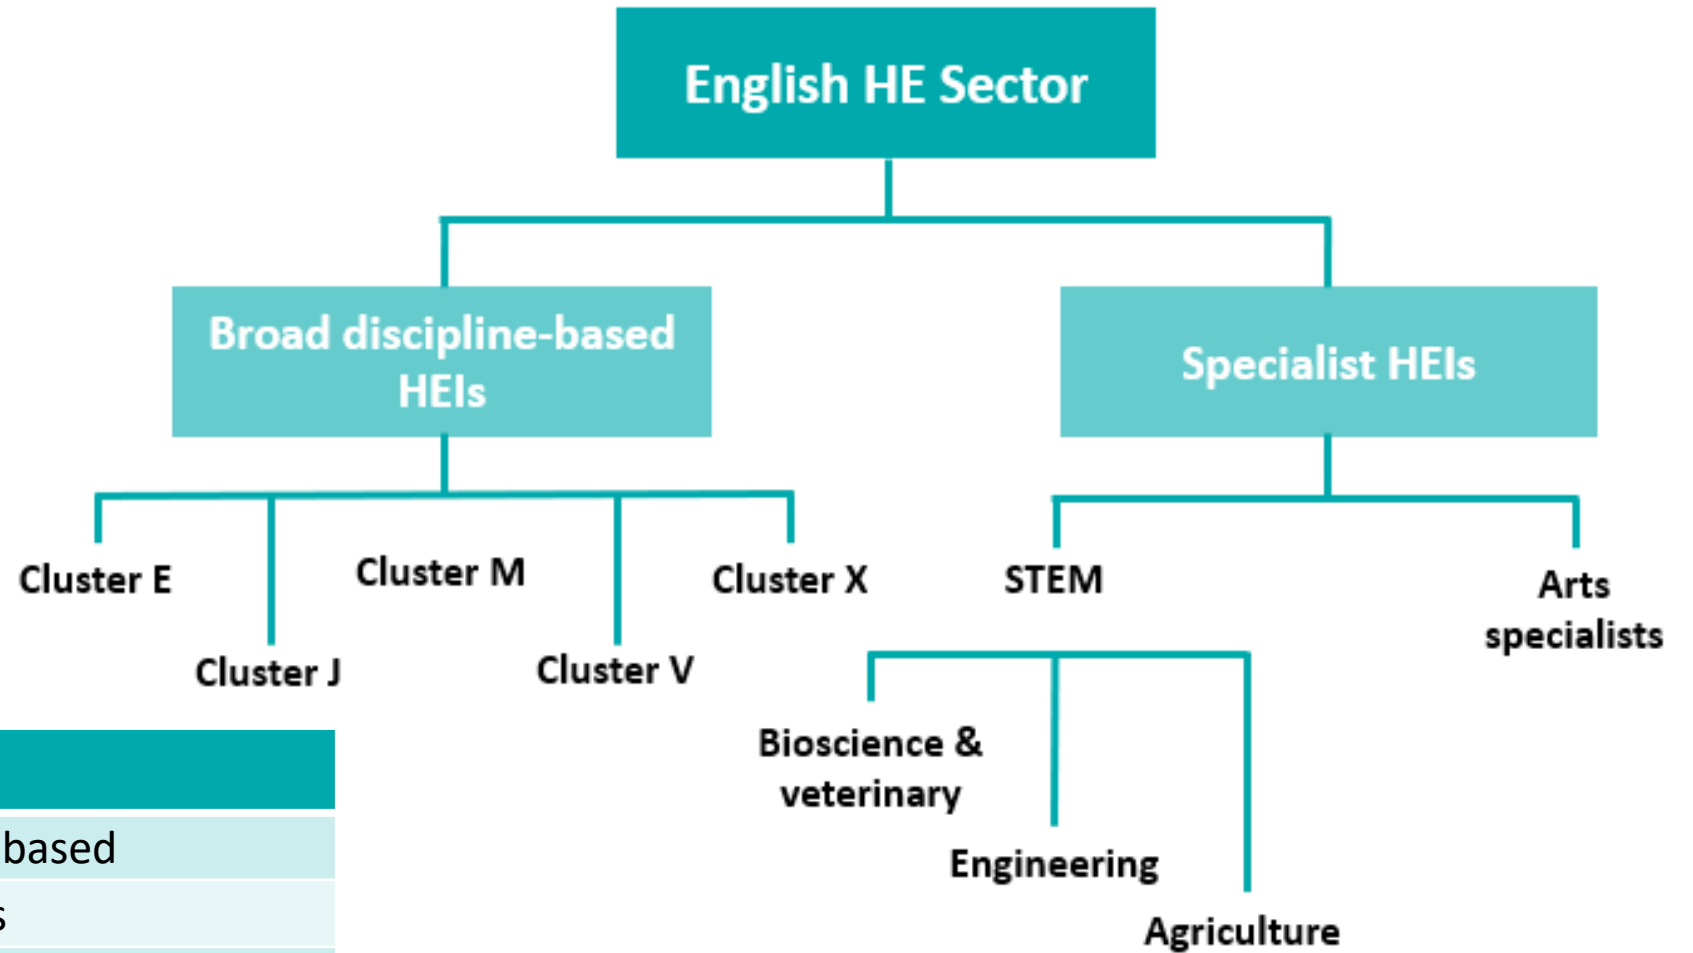 English HE Sector
Broad discipline-based
HEIs
Specialist HEIs
Cluster E
Cluster M
Cluster X
STEM
Arts
specialists
Cluster J
Cluster V
Bioscience &
veterinary
Engineering
Agriculture
based
s